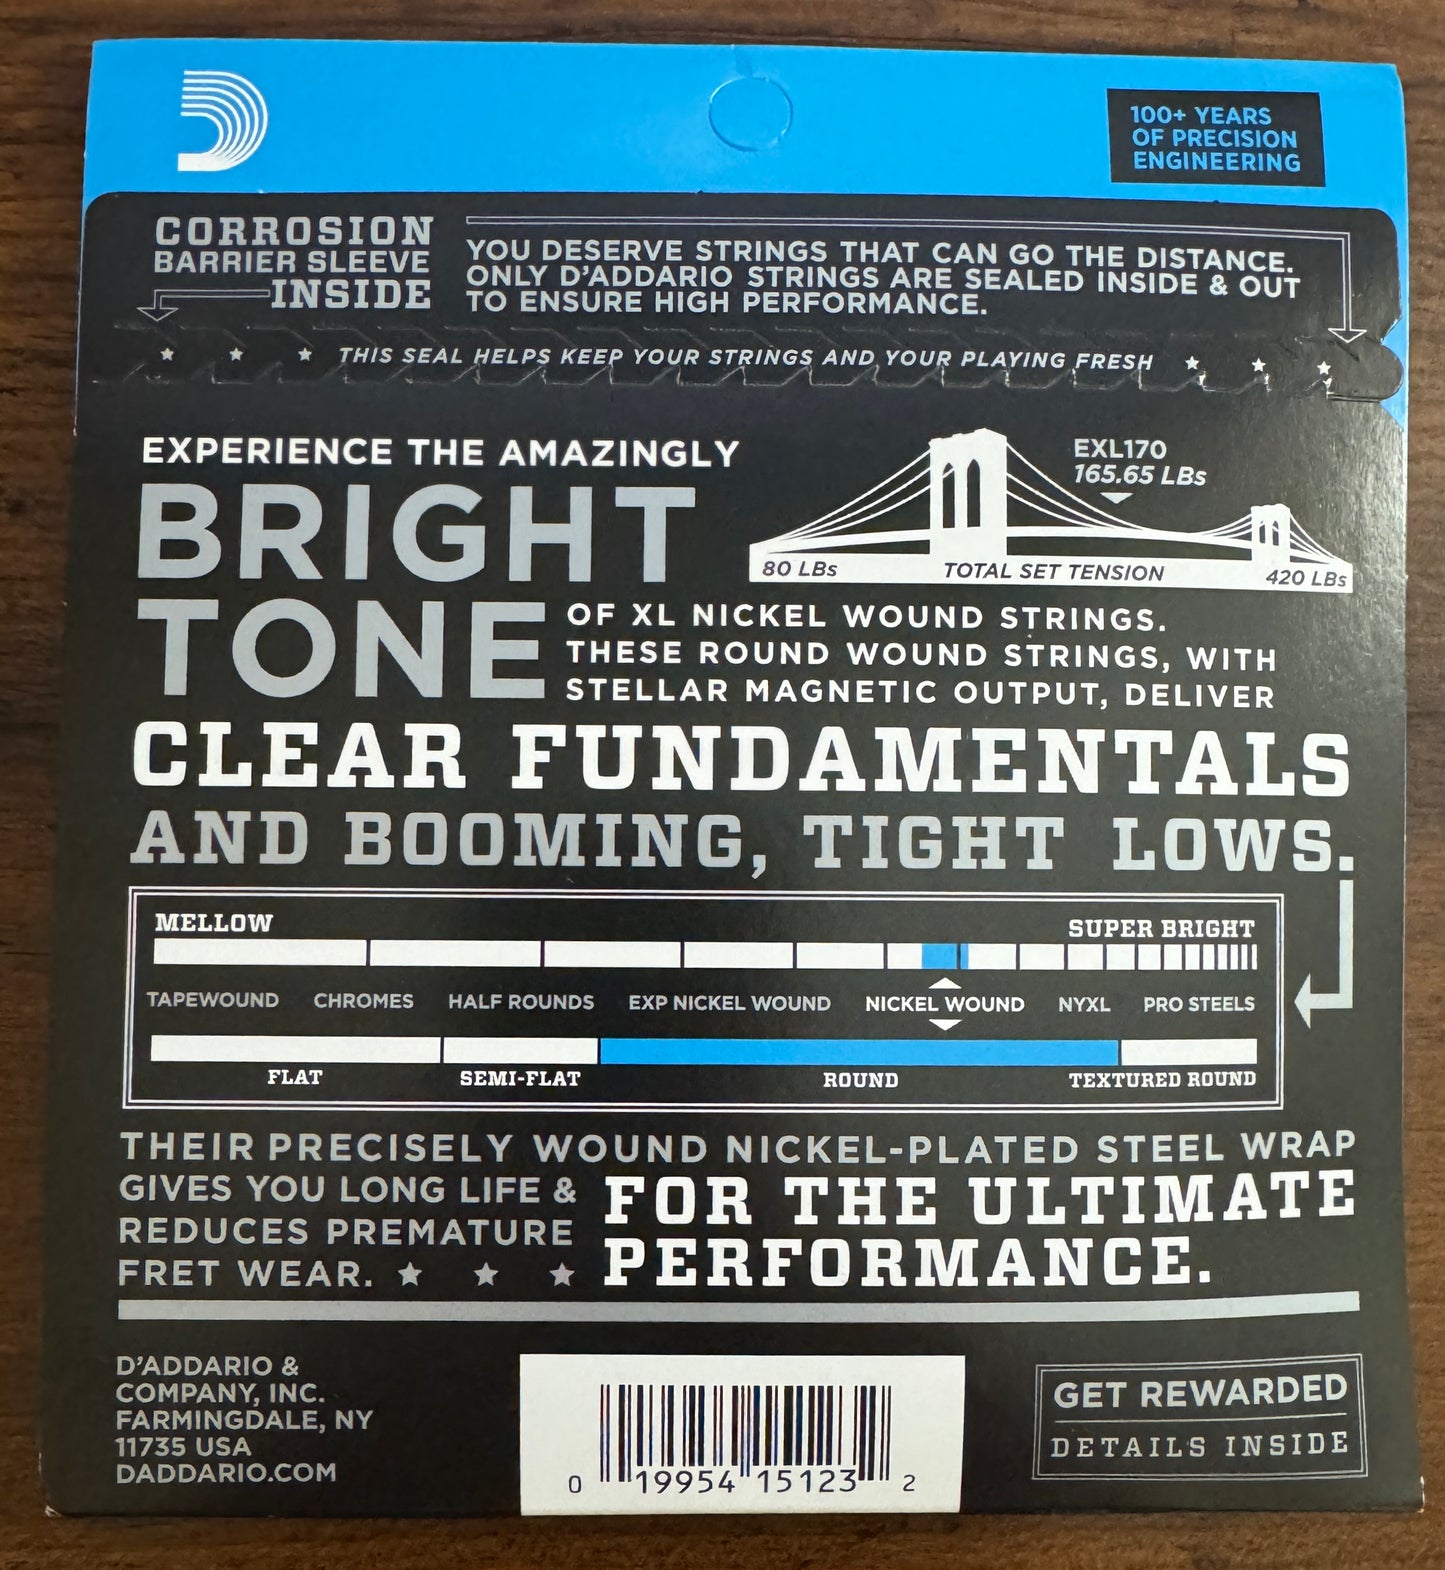 100+ YEARS
OF PRECISION
ENGINEERING
CORROSION
BARRIER SLEEVE
INSIDE
YOU DESERVE STRINGS THAT CAN GO THE DISTANCE.
ONLY D'ADDARIO STRINGS ARE SEALED INSIDE & OUT
TO ENSURE HIGH PERFORMANCE.
THIS SEAL HELPS KEEP YOUR STRINGS AND YOUR PLAYING FRESH
EXPERIENCE THE AMAZINGLY
BRIGHT
TONE
EXL170
165.65 LBs
80 LBs
TOTAL SET TENSION
420 LBs
OF XL NICKEL WOUND STRINGS.
THESE ROUND WOUND STRINGS, WITH
STELLAR MAGNETIC OUTPUT, DELIVER
CLEAR FUNDAMENTALS
AND BOOMING, TIGHT LOWS.
MELLOW
SUPER BRIGHT
TAPEWOUND CHROMES HALF ROUNDS EXP NICKEL WOUND NICKEL WOUND NYXL PRO STEELS
FLAT SEMI-FLAT ROUND TEXTURED ROUND
THEIR PRECISELY WOUND NICKEL-PLATED STEEL WRAP
GIVES YOU LONG LIFE &
REDUCES PREMATURE
FRET WEAR.
FOR THE ULTIMATE
PERFORMANCE.
D'ADDARIO &
COMPANY, INC.
FARMINGDALE, NY
11735 USA
DADDARIO.COM
0 19954 15123 2
GET REWARDED
DETAILS INSIDE